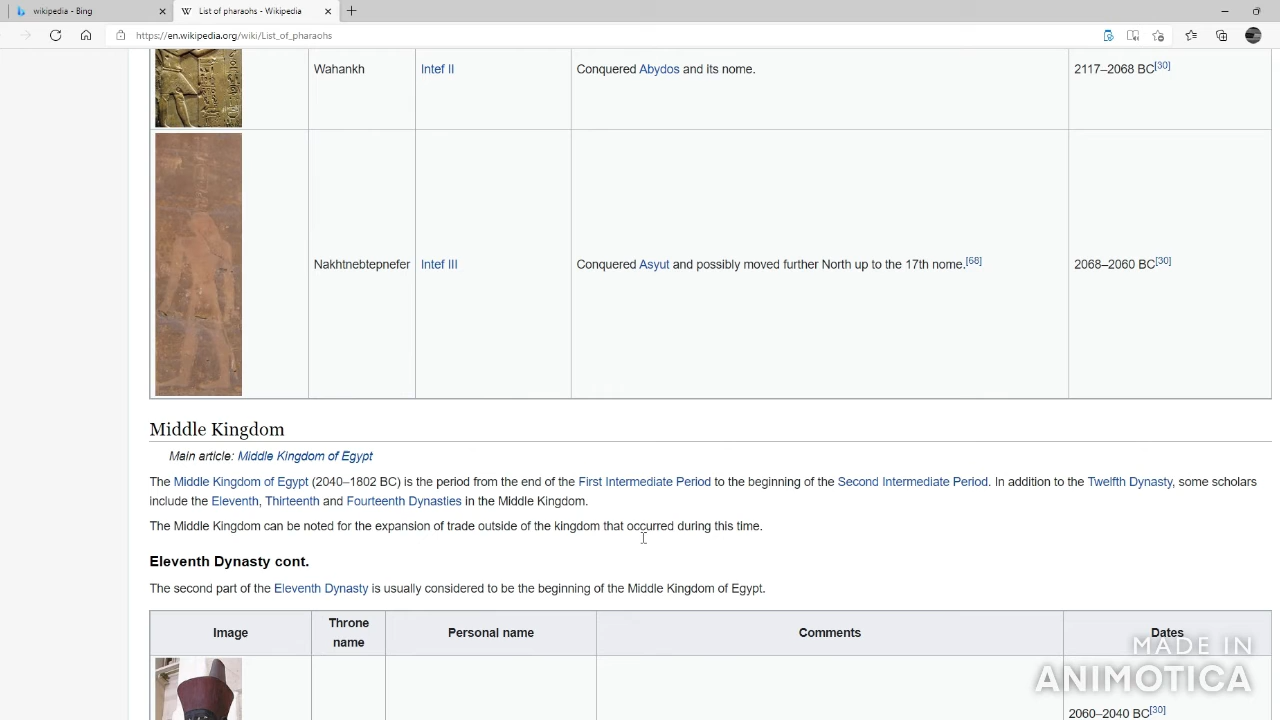 wikipedia - Bing
List of pharaohs - Wikipedia
https://en.wikipedia.org/wiki/List_of_pharaohs
Wahankh Intef II Conquered Abydos and its nome. 2117–2068 BC[30]
Nakhtnebtepnefer Intef III Conquered Asyut and possibly moved further North up to the 17th nome.[68] 2068–2060 BC[30]
Middle Kingdom
Main article: Middle Kingdom of Egypt
The Middle Kingdom of Egypt (2040–1802 BC) is the period from the end of the First Intermediate Period to the beginning of the Second Intermediate Period. In addition to the Twelfth Dynasty, some scholars
include the Eleventh, Thirteenth and Fourteenth Dynasties in the Middle Kingdom.
The Middle Kingdom can be noted for the expansion of trade outside of the kingdom that occurred during this time.
Eleventh Dynasty cont.
The second part of the Eleventh Dynasty is usually considered to be the beginning of the Middle Kingdom of Egypt.
Image Throne name Personal name Comments Dates
2060–2040 BC[30]
MADE IN
ANIMOTICA